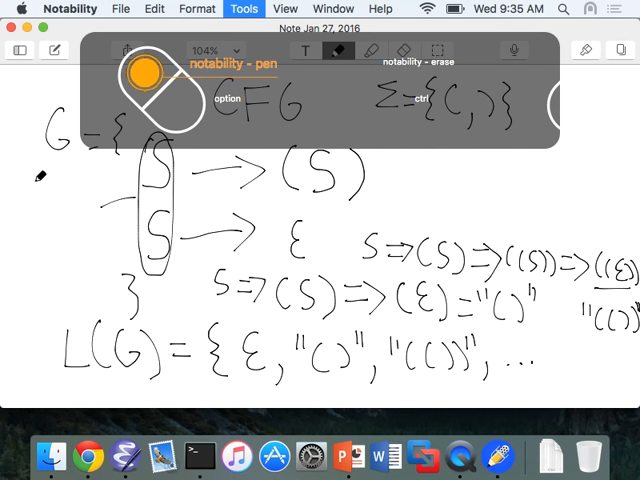 Notability File Edit Format Tools Window Help Wed 9:35 AM
Note Jan 27, 2016
104% T
notability - pen notability - erase
option ctrl
CFG Σ={(,)}
G={
S → (S)
S → ε S⇒(S)⇒((S))⇒((ε))
} S⇒(S)⇒(ε)="()" "(())"
L(G)={ε,"()","(())",...